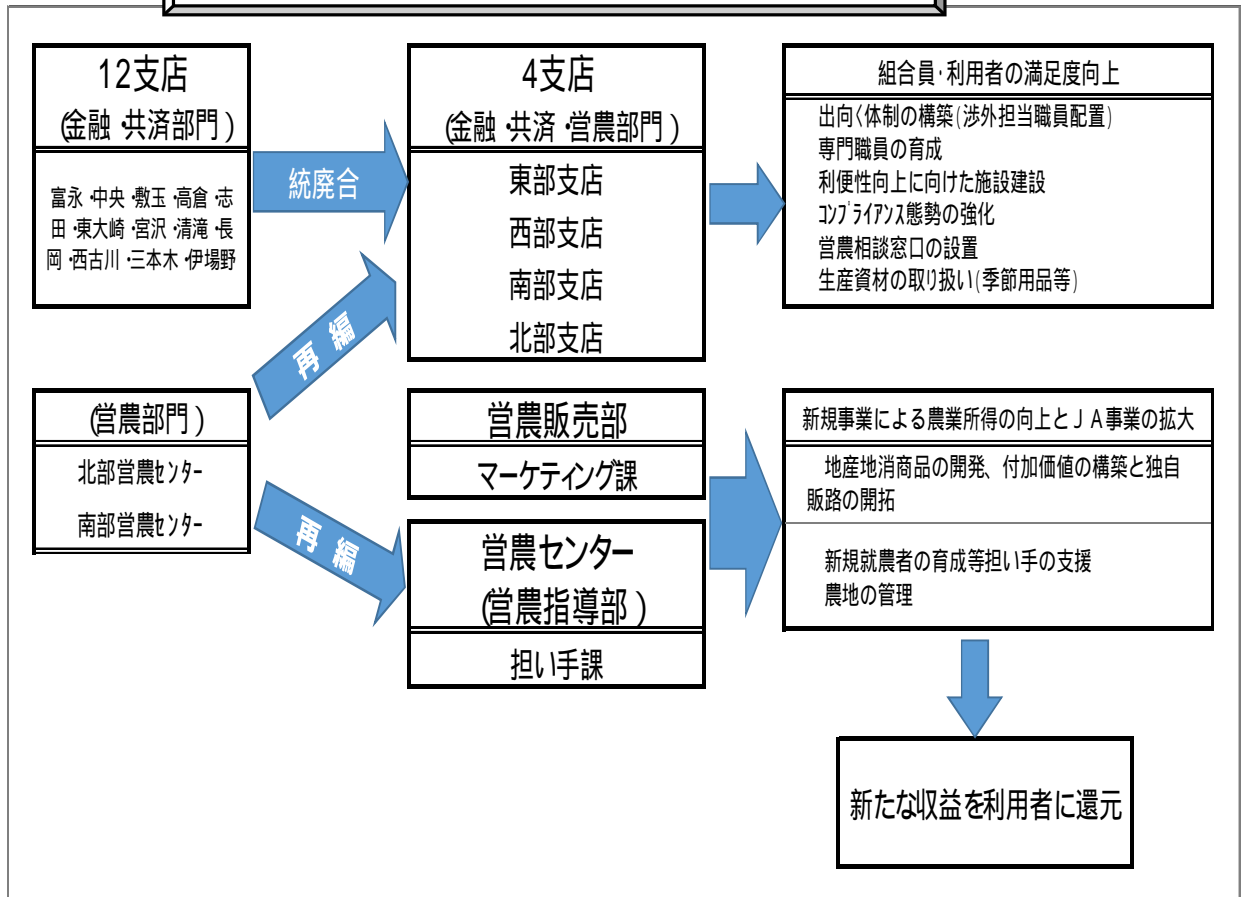 12支店
(金融・共済部門)
富永・中央・敷玉・高倉・志
田・東大崎・宮沢・清滝・長
岡・西古川・三本木・伊場野
統廃合
再編
4支店
(金融・共済・営農部門)
東部支店
西部支店
南部支店
北部支店
組合員・利用者の満足度向上
出向く体制の構築(渉外担当職員配置)
専門職員の育成
利便性向上に向けた施設建設
コンプライアンス態勢の強化
営農相談窓口の設置
生産資材の取り扱い(季節用品等)
(営農部門)
北部営農センター
南部営農センター
再編
営農販売部
マーケティング課
営農センター
(営農指導部)
担い手課
新規事業による農業所得の向上とJA事業の拡大
地産地消商品の開発、付加価値の構築と独自
販路の開拓
新規就農者の育成等担い手の支援
農地の管理
新たな収益を利用者に還元